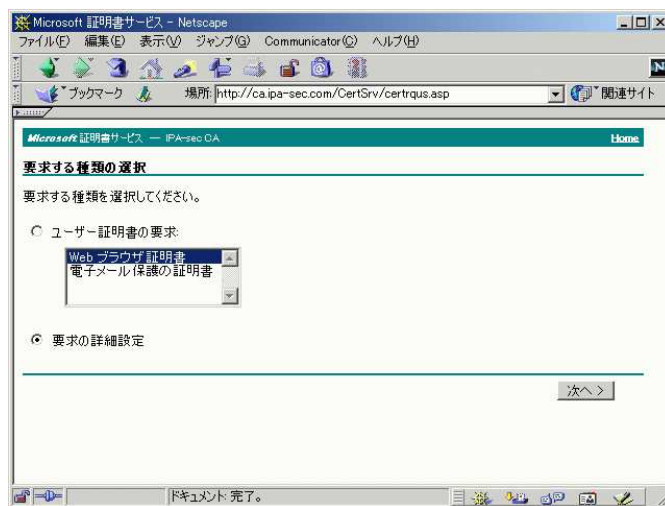 Microsoft 証明書サービス - Netscape
ファイル(F) 編集(E) 表示(V) ジャンプ(G) Communicator(C) ヘルプ(H)
ブックマーク 場所: http://ca.ipa-sec.com/CertSrv/certrqus.asp 関連サイト
Microsoft 証明書サービス — IPA-sec CA Home
要求する種類の選択
要求する種類を選択してください。
ユーザー証明書の要求:
Web ブラウザ証明書
電子メール保護の証明書
要求の詳細設定
次へ >
ドキュメント: 完了。